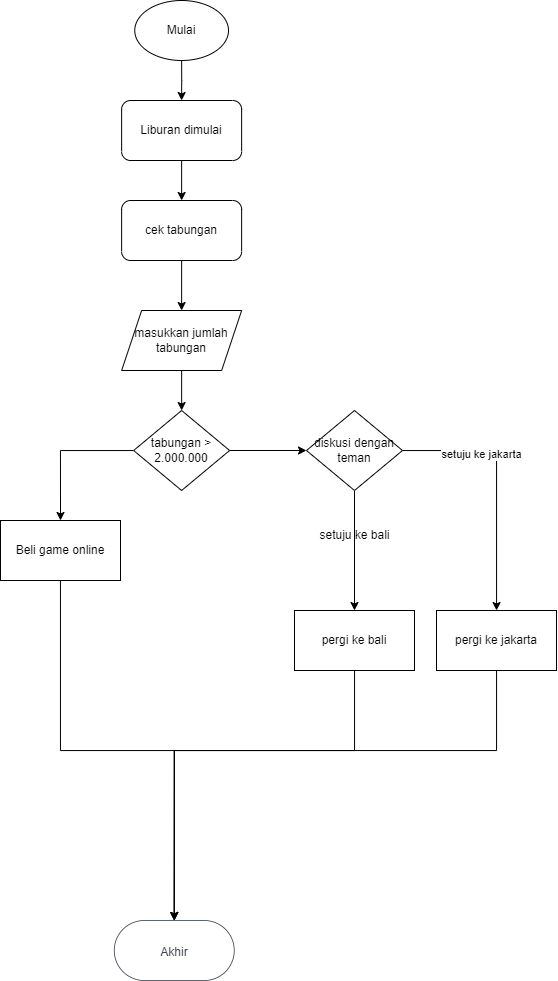 Mulai
Liburan dimulai
cek tabungan
masukkan jumlah
tabungan
tabungan >
2.000.000
diskusi dengan
teman
setuju ke jakarta
setuju ke bali
Beli game online
pergi ke bali
pergi ke jakarta
Akhir